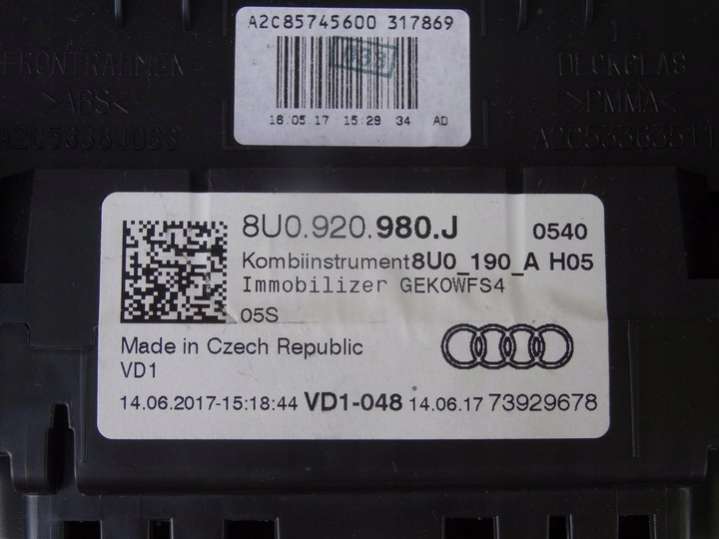 A2C85745600 317869
083
18.05.17 15:29 34 AD
FRONTRAHMEN
>ABS<
DECKGLAS
>PMMA<
8U0.920.980.J 0540
Kombiinstrument8U0_190_A H05
Immobilizer GEKOWFS4
05S
Made in Czech Republic
VD1
14.06.2017-15:18:44 VD1-048 14.06.17 73929678